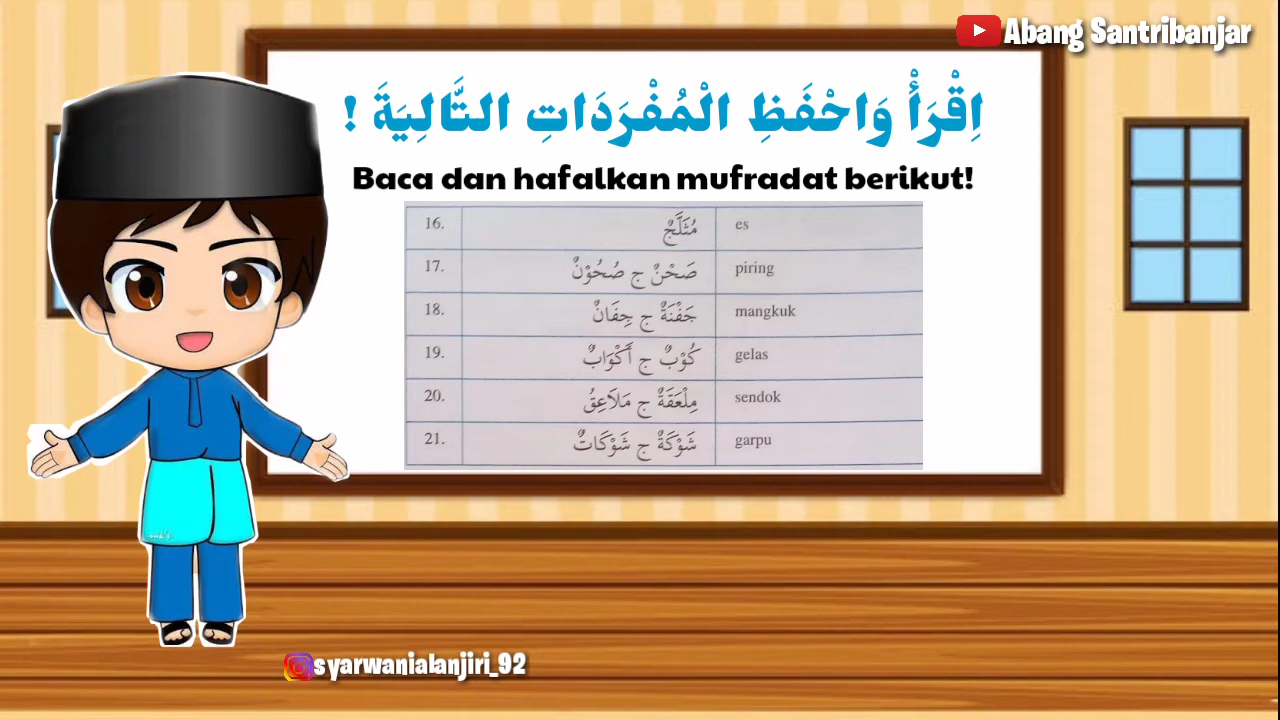 Abang Santribanjar
اِقْرَأْ وَاحْفَظِ الْمُفْرَدَاتِ التَّالِيَةَ !
Baca dan hafalkan mufradat berikut!
16. مُثَلَّجٌ es
17. صَحْنٌ ج صُحُوْنٌ piring
18. جَفْنَةٌ ج جِفَانٌ mangkuk
19. كُوْبٌ ج أَكْوَابٌ gelas
20. مِلْعَقَةٌ ج مَلاَعِقُ sendok
21. شَوْكَةٌ ج شَوْكَاتٌ garpu
syarwanialanjiri_92